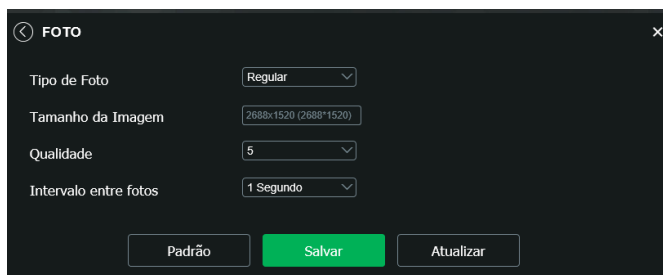 FOTO
Tipo de Foto Regular
Tamanho da Imagem 2688x1520 (2688*1520)
Qualidade 5
Intervalo entre fotos 1 Segundo
Padrão Salvar Atualizar